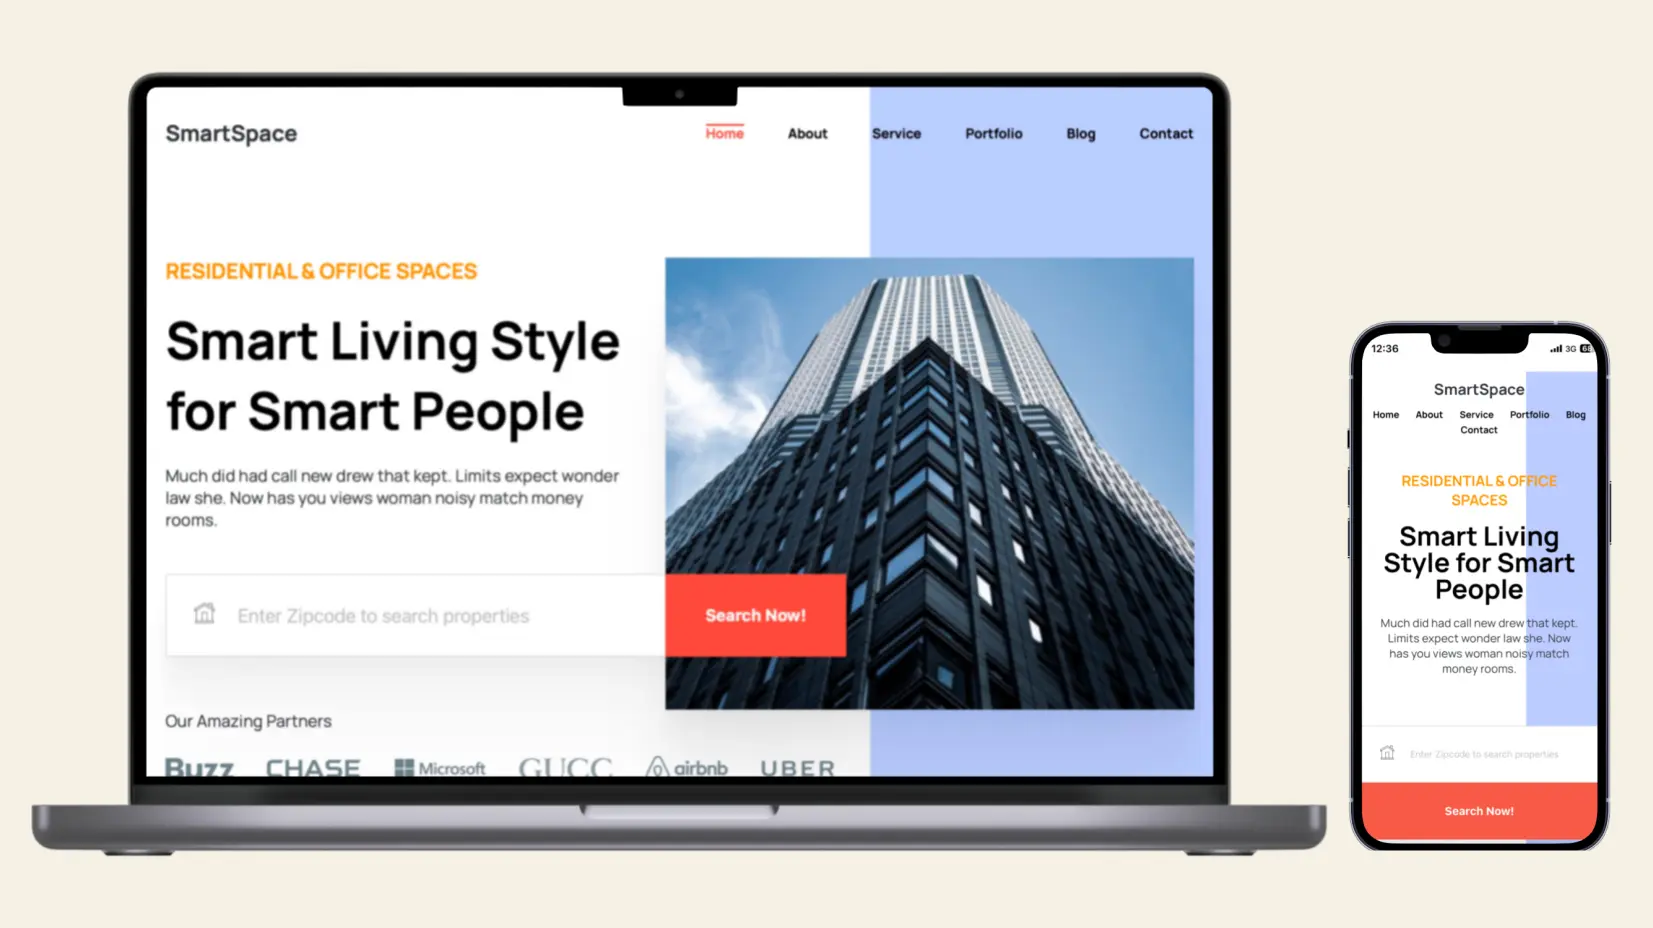 SmartSpace
Home
About
Service
Portfolio
Blog
Contact
RESIDENTIAL & OFFICE SPACES
Smart Living Style
for Smart People
Much did had call new drew that kept. Limits expect wonder
law she. Now has you views woman noisy match money
rooms.
Enter Zipcode to search properties
Search Now!
Our Amazing Partners
Buzz
CHASE
Microsoft
GUCC
airbnb
UBER
12:36
3G
SmartSpace
Home
About
Service
Portfolio
Blog
Contact
RESIDENTIAL & OFFICE
SPACES
Smart Living
Style for Smart
People
Much did had call new drew that kept.
Limits expect wonder law she. Now
has you views woman noisy match
money rooms.
Enter Zipcode to search properties
Search Now!